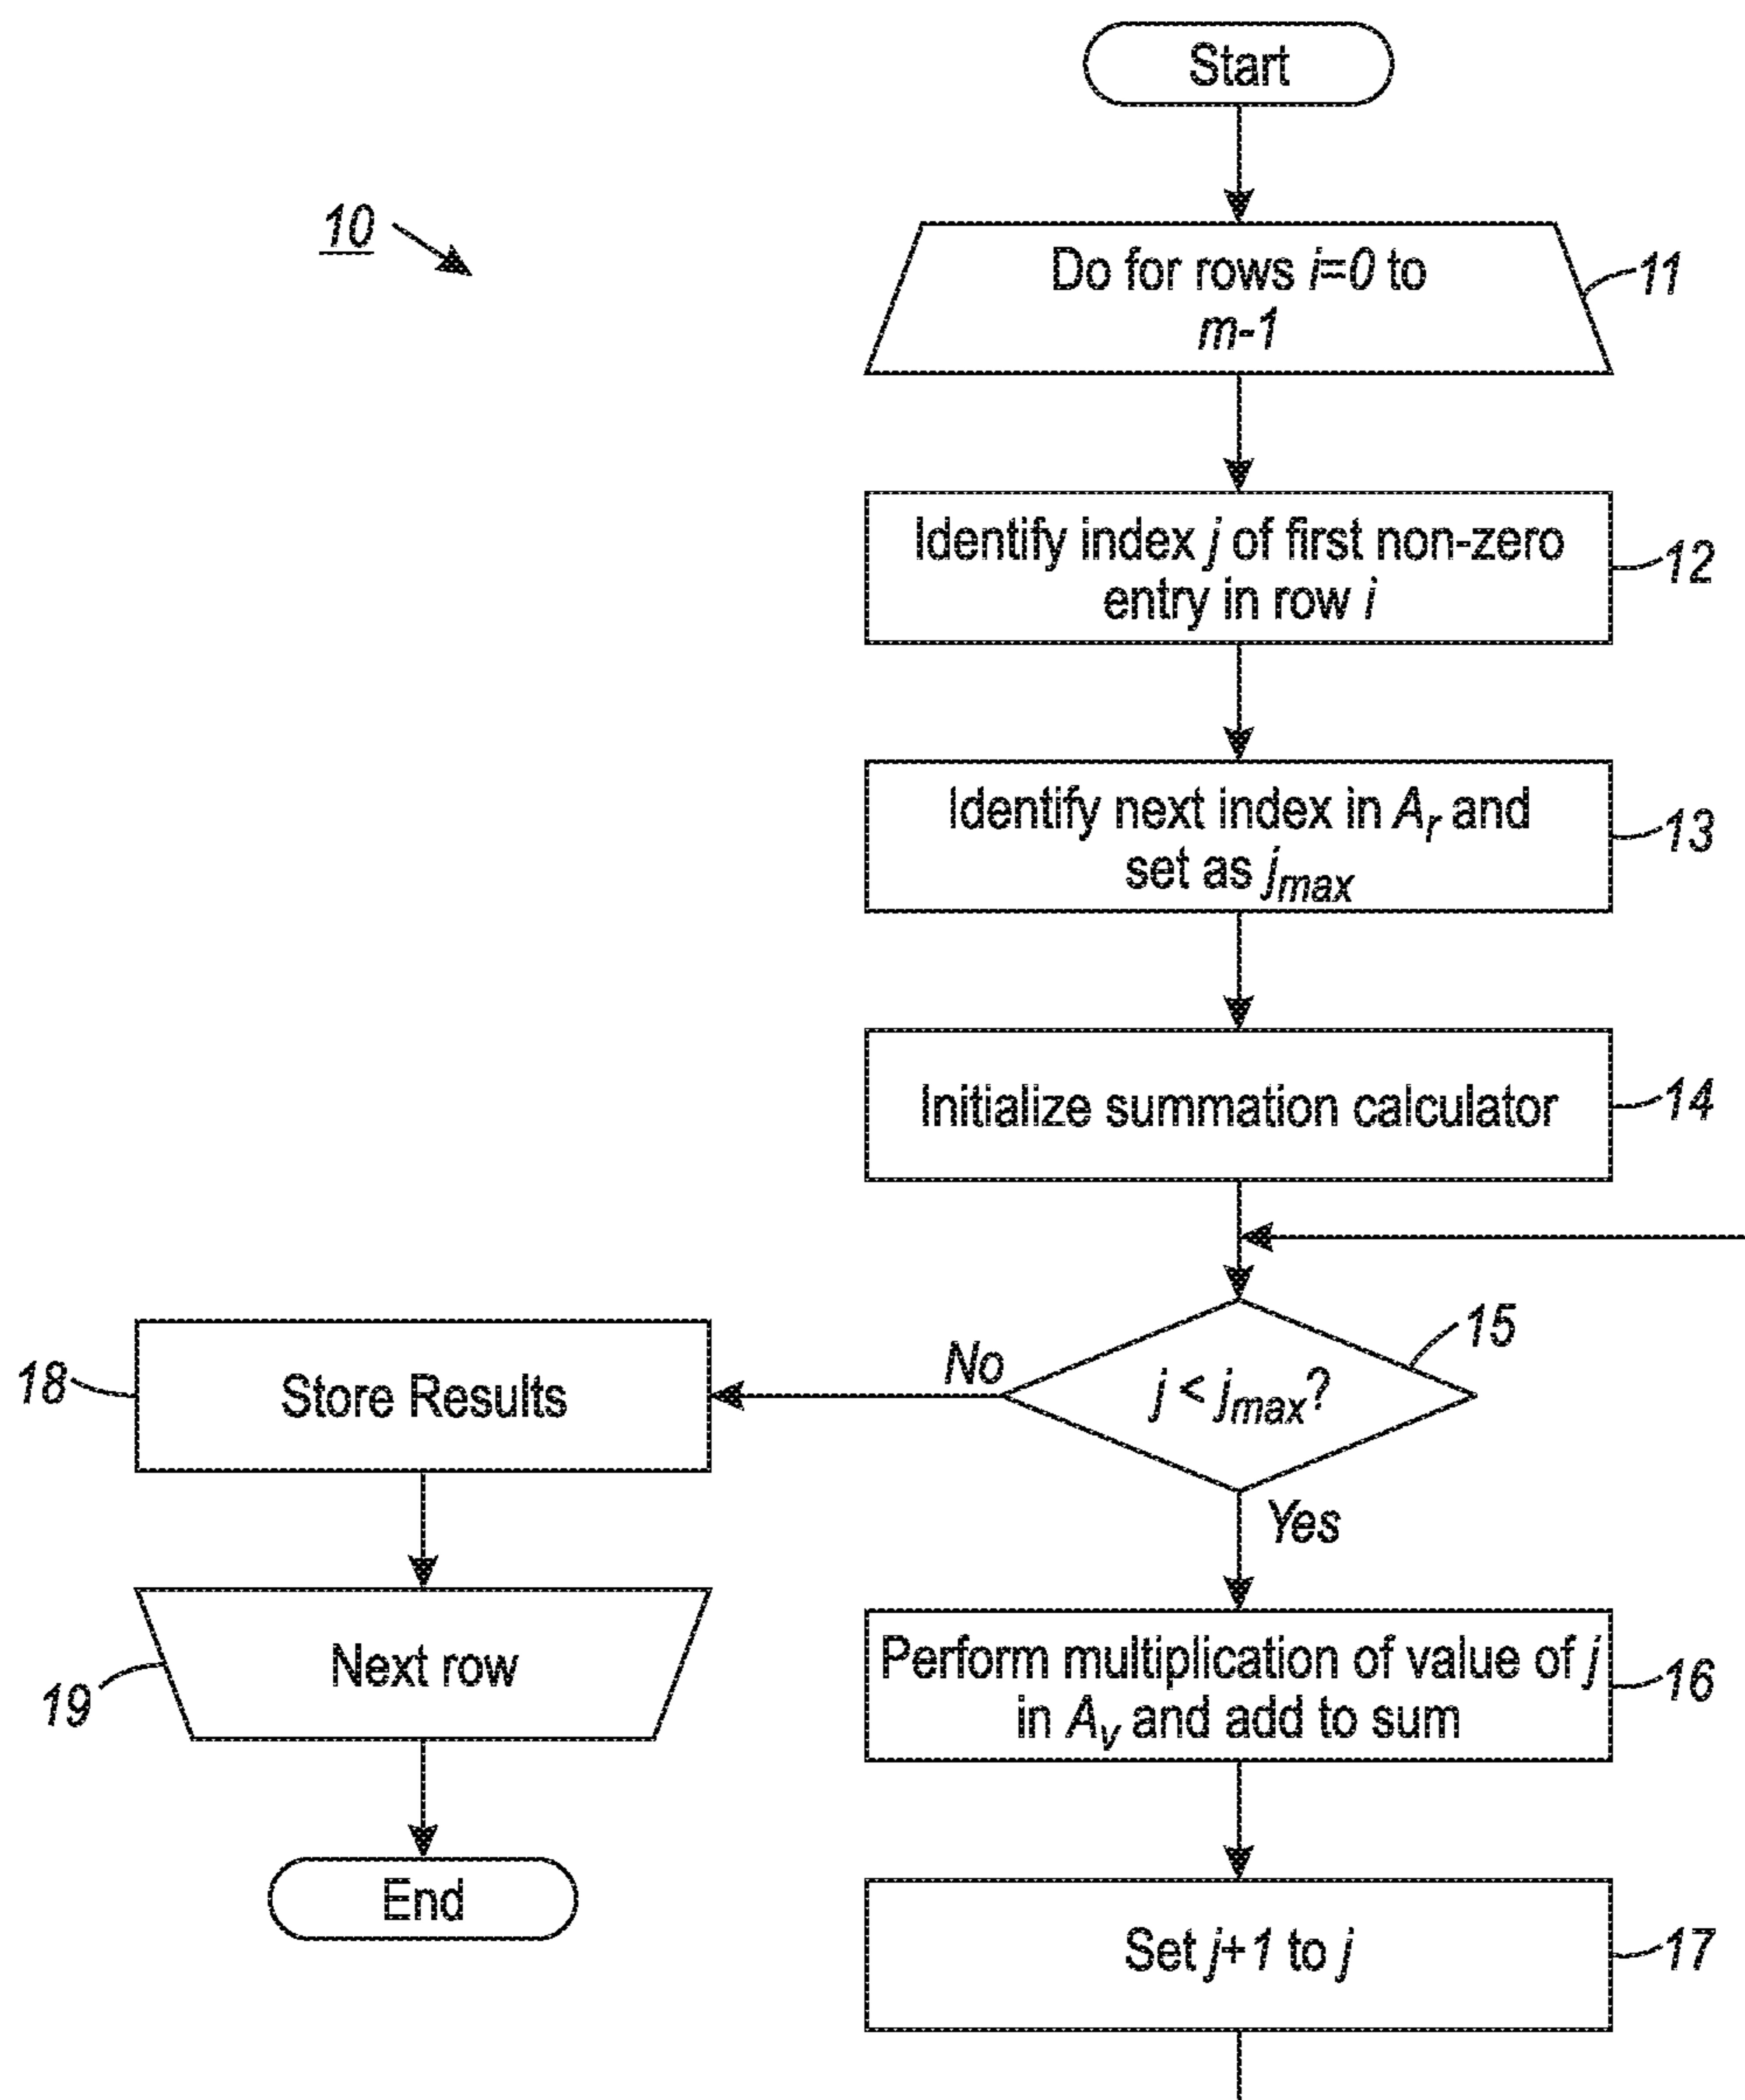 Start
10
Do for rows i=0 to
m-1
11
Identify index j of first non-zero
entry in row i
12
Identify next index in Ar and
set as jmax
13
Initialize summation calculator
14
j < jmax?
15
No
Yes
18
Store Results
Perform multiplication of value of j
in Av and add to sum
16
Next row
19
Set j+1 to j
17
End